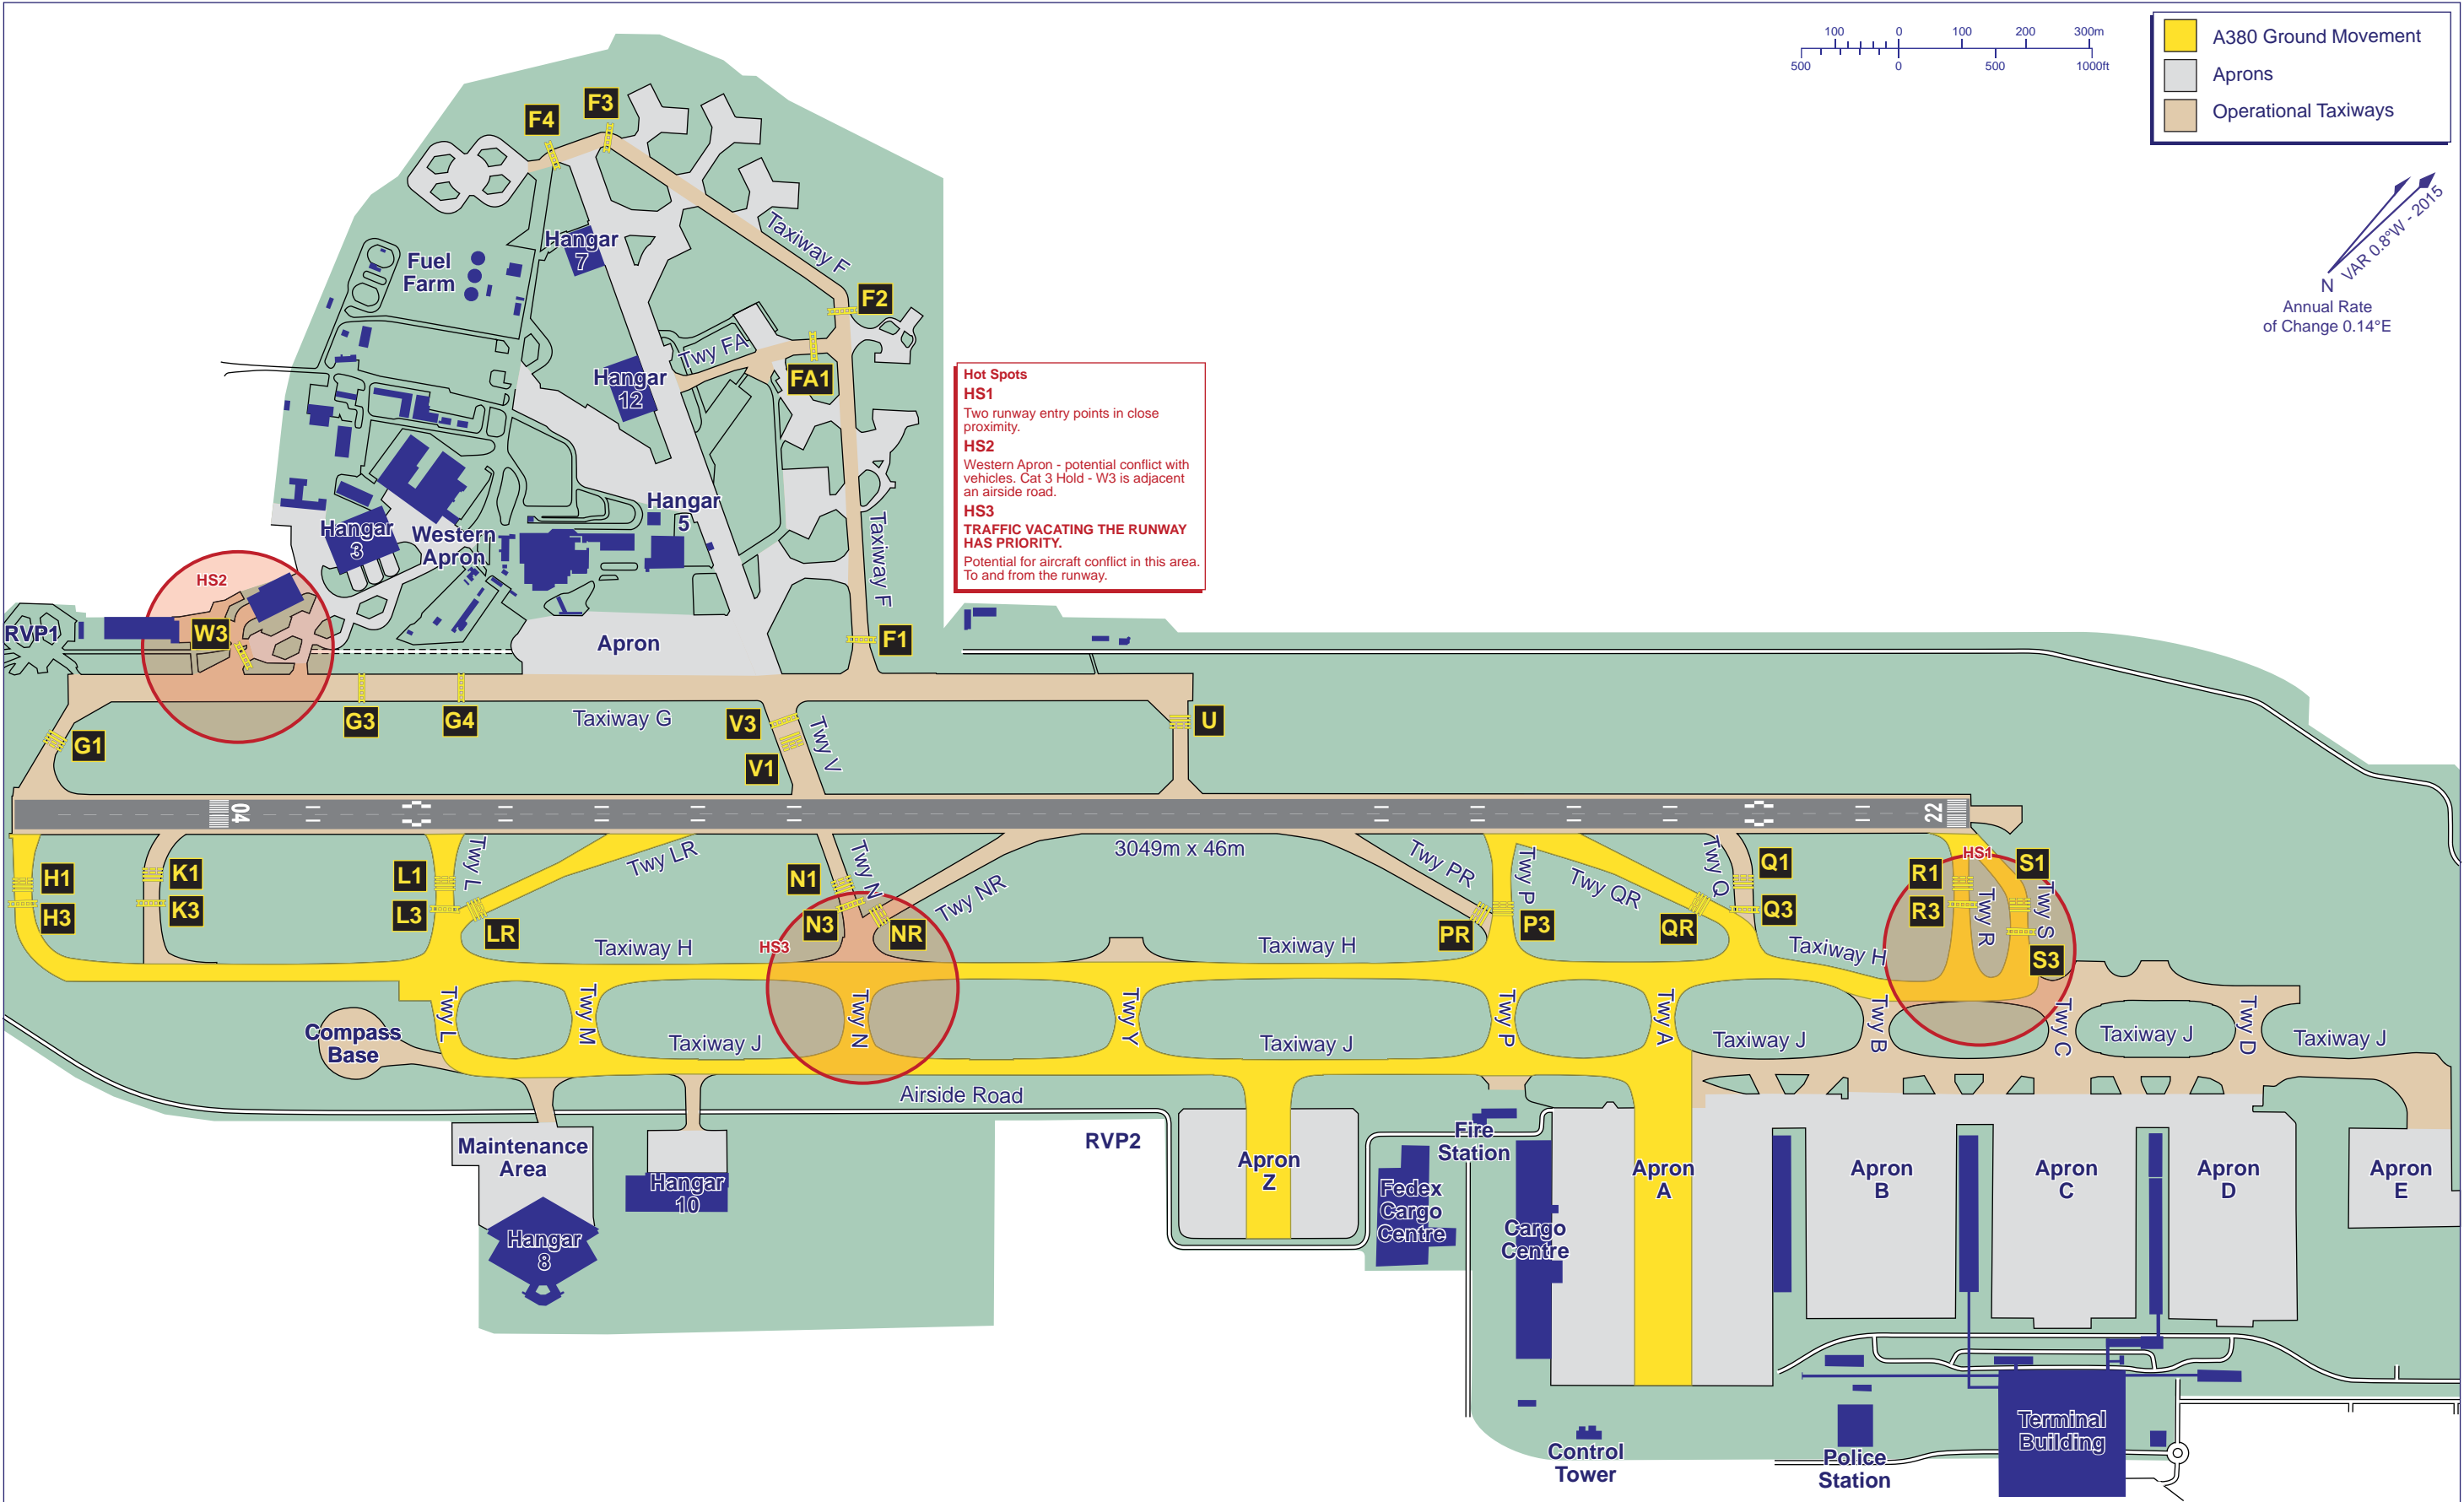 100 0 100 200 300m
500 0 500 1000ft
A380 Ground Movement
Aprons
Operational Taxiways
VAR 0.8°W - 2015
N
Annual Rate
of Change 0.14°E
F4
F3
Hangar
7
Taxiway F
Fuel
Farm
F2
Twy FA
FA1
Hangar
12
Hot Spots
HS1
Two runway entry points in close
proximity.
HS2
Western Apron - potential conflict with
vehicles. Cat 3 Hold - W3 is adjacent
an airside road.
HS3
TRAFFIC VACATING THE RUNWAY
HAS PRIORITY.
Potential for aircraft conflict in this area.
To and from the runway.
Hangar
5
Hangar
3
Western
Apron
Taxiway F
HS2
RVP1
W3
Apron
F1
G1
G3
G4
Taxiway G
V3
Twy V
V1
U
04
22
3049m x 46m
H1
H3
K1
K3
L1
L3
Twy L
LR
Twy LR
N1
N3
Twy N
NR
Twy NR
Twy PR
PR
Twy P
P3
Twy QR
QR
Twy Q
Q1
Q3
HS1
R1
R3
Twy R
S1
Twy S
S3
HS3
Taxiway H
Taxiway H
Taxiway H
Twy L
Twy M
Twy N
Twy Y
Twy P
Twy A
Twy B
Twy C
Twy D
Compass
Base
Taxiway J
Taxiway J
Taxiway J
Taxiway J
Taxiway J
Airside Road
Maintenance
Area
Hangar
10
Hangar
8
RVP2
Apron
Z
Fire
Station
Fedex
Cargo
Centre
Cargo
Centre
Apron
A
Apron
B
Apron
C
Apron
D
Apron
E
Control
Tower
Police
Station
Terminal
Building